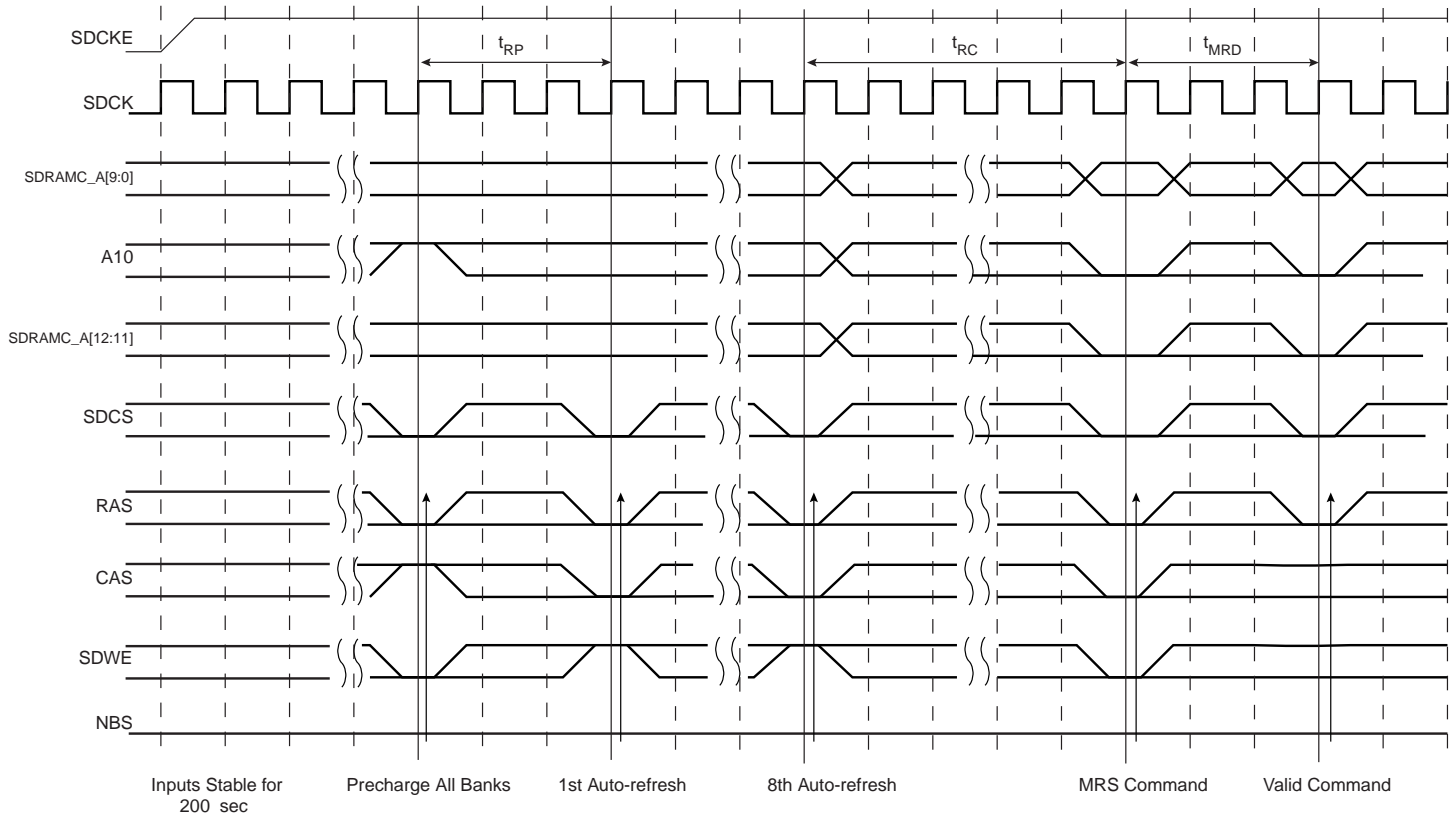 SDCKE
tRP
tRC
tMRD
SDCK
SDRAMC_A[9:0]
A10
SDRAMC_A[12:11]
SDCS
RAS
CAS
SDWE
NBS
Inputs Stable for
200 sec
Precharge All Banks
1st Auto-refresh
8th Auto-refresh
MRS Command
Valid Command